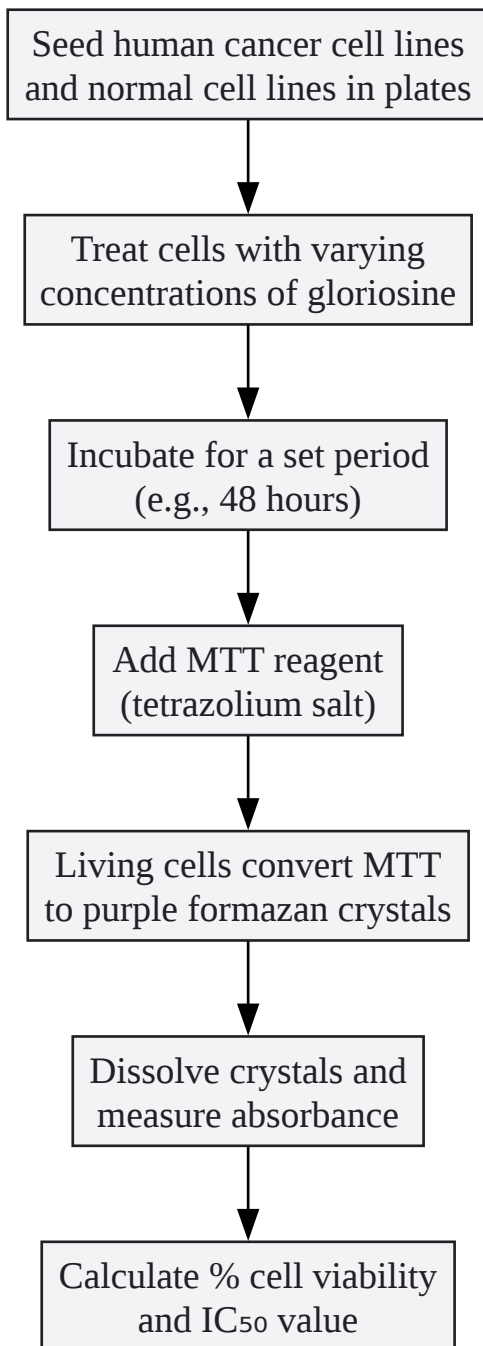 Seed human cancer cell lines
and normal cell lines in plates
Treat cells with varying
concentrations of gloriosine
Incubate for a set period
(e.g., 48 hours)
Add MTT reagent
(tetrazolium salt)
Living cells convert MTT
to purple formazan crystals
Dissolve crystals and
measure absorbance
Calculate % cell viability
and IC₅₀ value